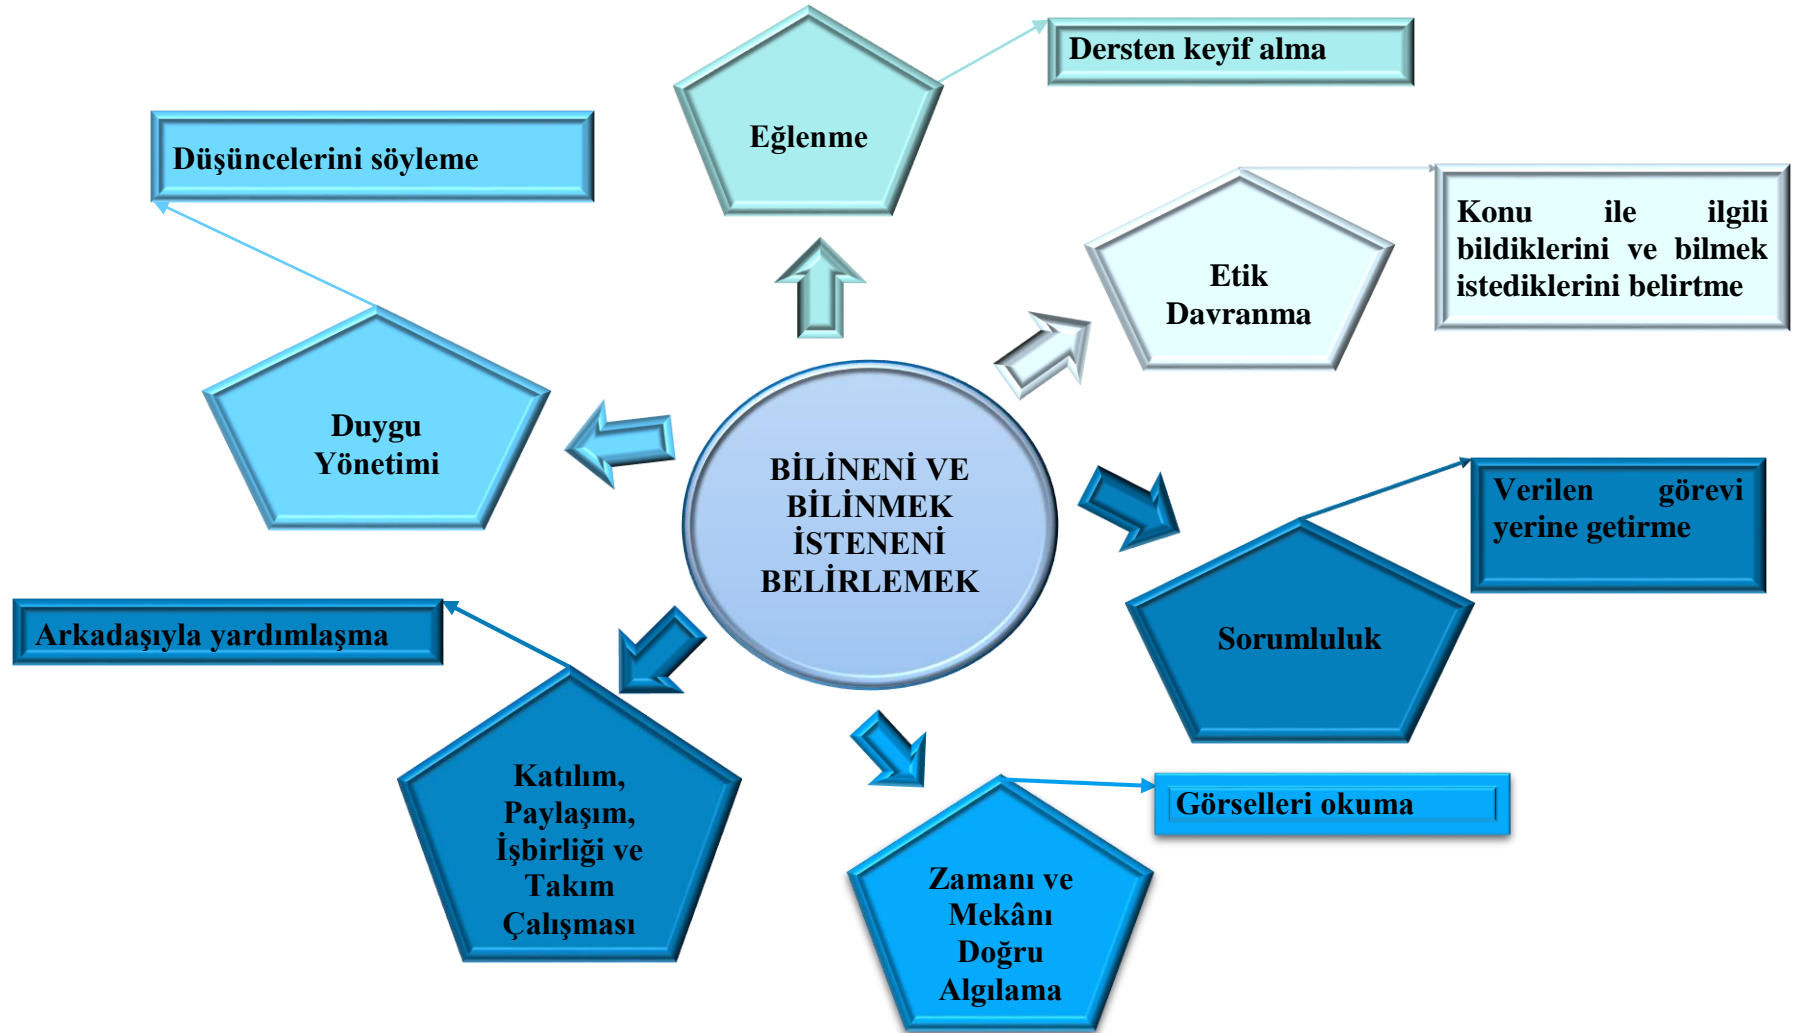 Dersten keyif alma
Eğlenme
Düşüncelerini söyleme
Konu ile ilgili
bildiklerini ve bilmek
istediklerini belirtme
Etik
Davranma
Duygu
Yönetimi
BİLİNENİ VE
BİLİNMEK
İSTENENİ
BELİRLEMEK
Verilen görevi
yerine getirme
Sorumluluk
Arkadaşıyla yardımlaşma
Katılım,
Paylaşım,
İşbirliği ve
Takım
Çalışması
Görselleri okuma
Zamanı ve
Mekânı
Doğru
Algılama